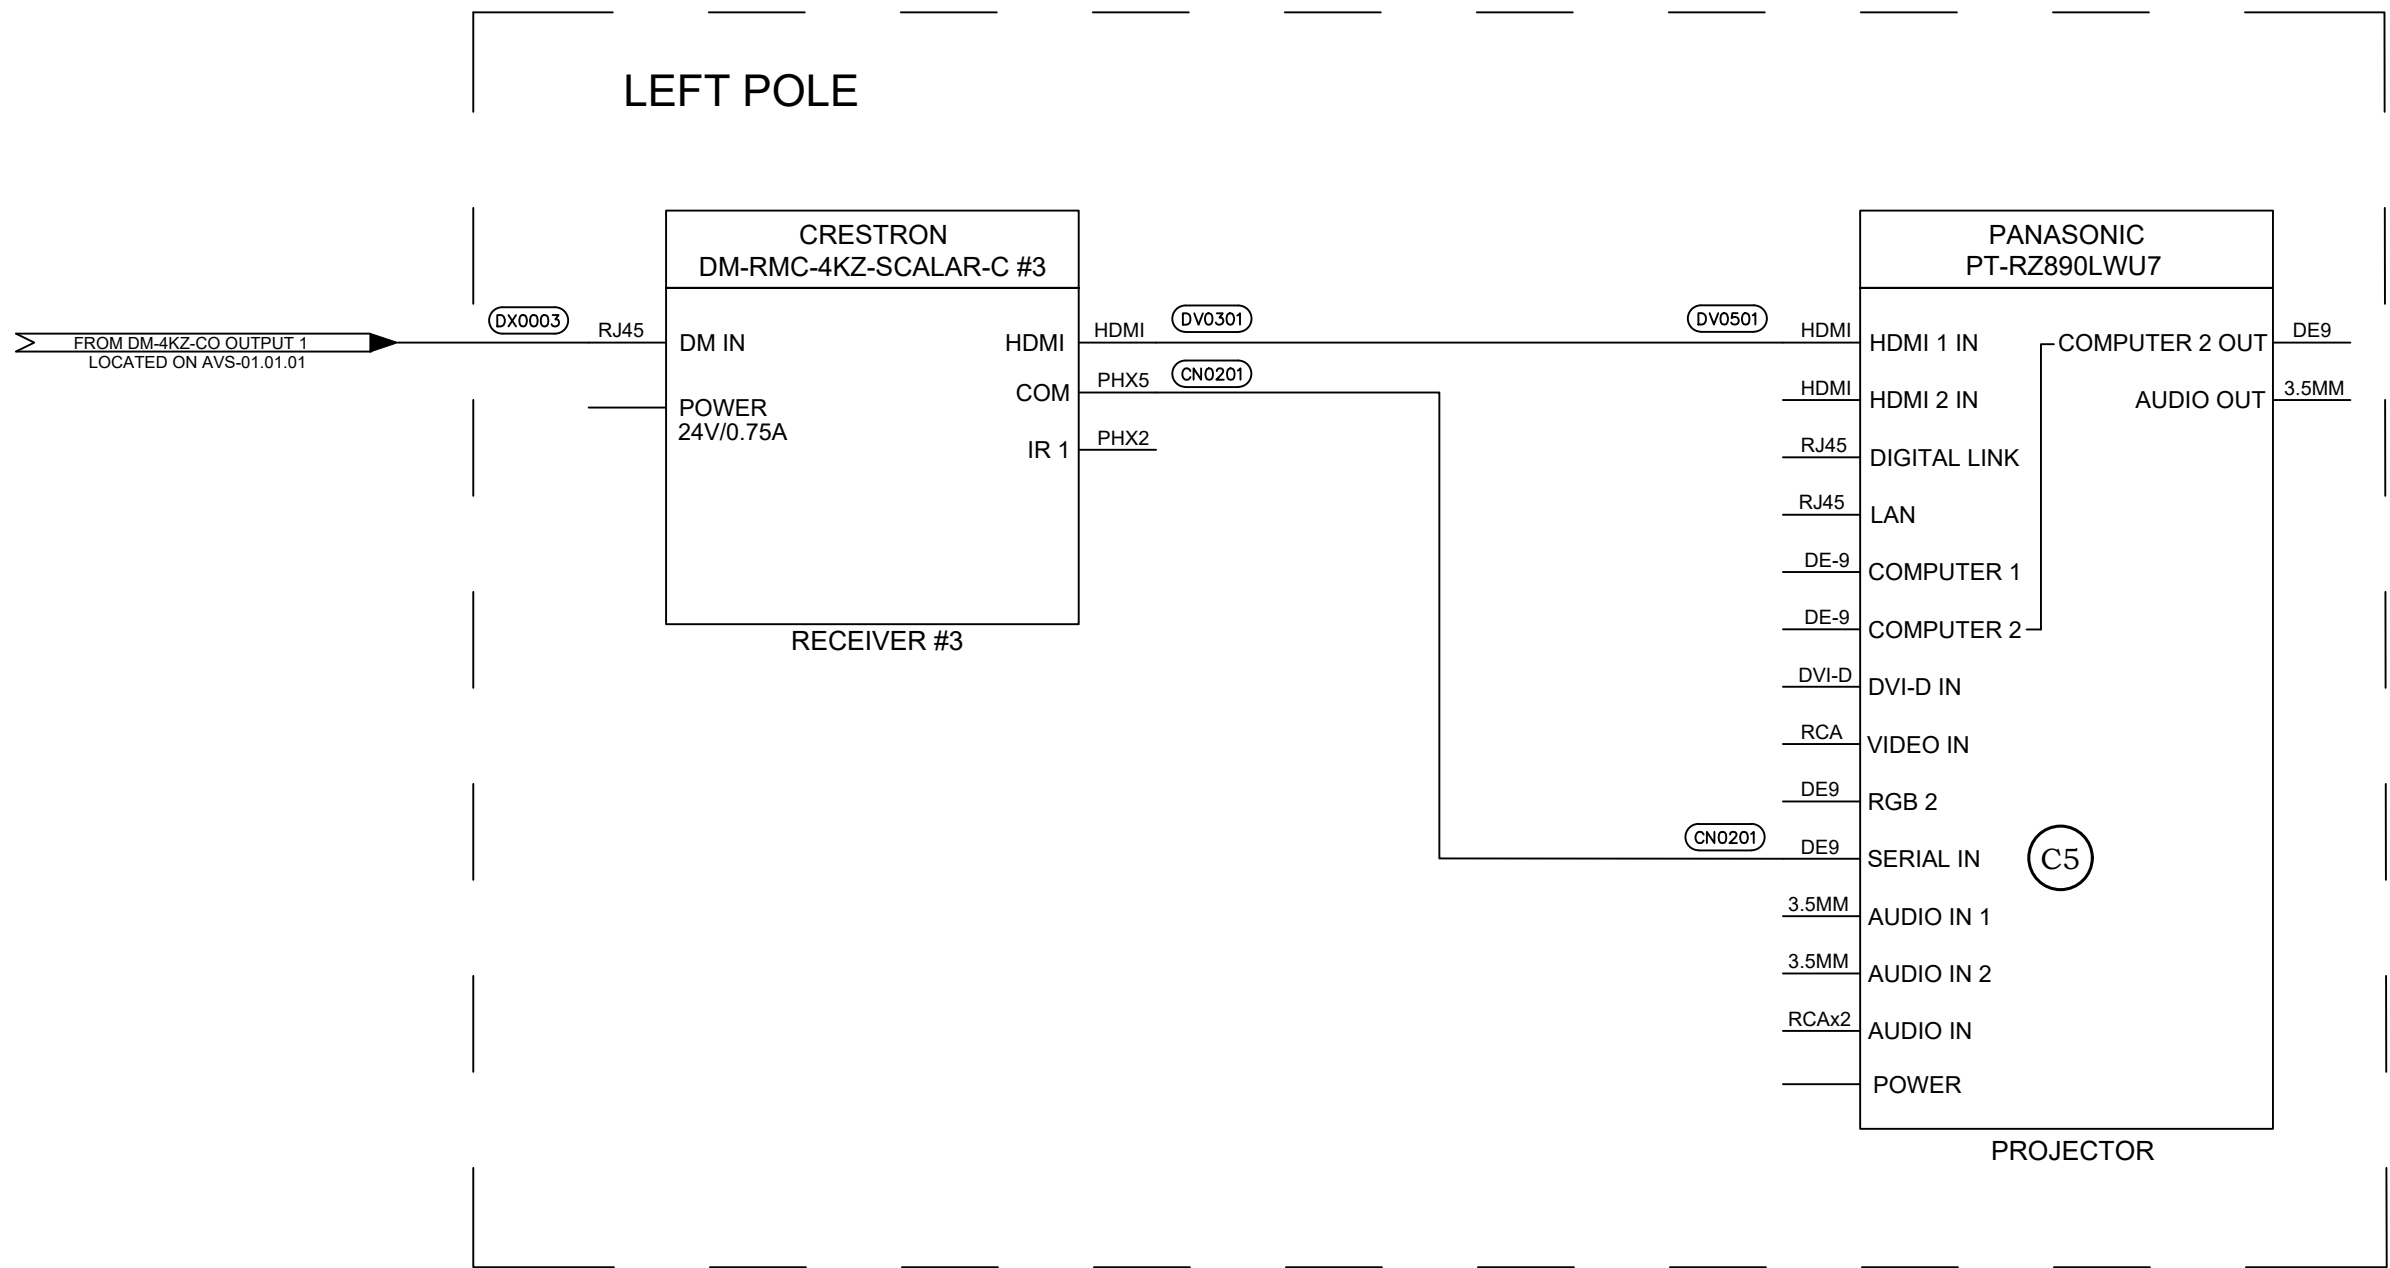 LEFT POLE
FROM DM-4KZ-CO OUTPUT 1
LOCATED ON AVS-01.01.01
DX0003
RJ45
CRESTRON
DM-RMC-4KZ-SCALAR-C #3
DM IN
POWER
24V/0.75A
HDMI
COM
IR 1
RECEIVER #3
HDMI
PHX5
PHX2
DV0301
CN0201
DV0501
CN0201
HDMI
HDMI
RJ45
RJ45
DE-9
DE-9
DVI-D
RCA
DE9
DE9
3.5MM
3.5MM
RCAx2
PANASONIC
PT-RZ890LWU7
HDMI 1 IN
HDMI 2 IN
DIGITAL LINK
LAN
COMPUTER 1
COMPUTER 2
DVI-D IN
VIDEO IN
RGB 2
SERIAL IN
C5
AUDIO IN 1
AUDIO IN 2
AUDIO IN
POWER
COMPUTER 2 OUT
AUDIO OUT
DE9
3.5MM
PROJECTOR